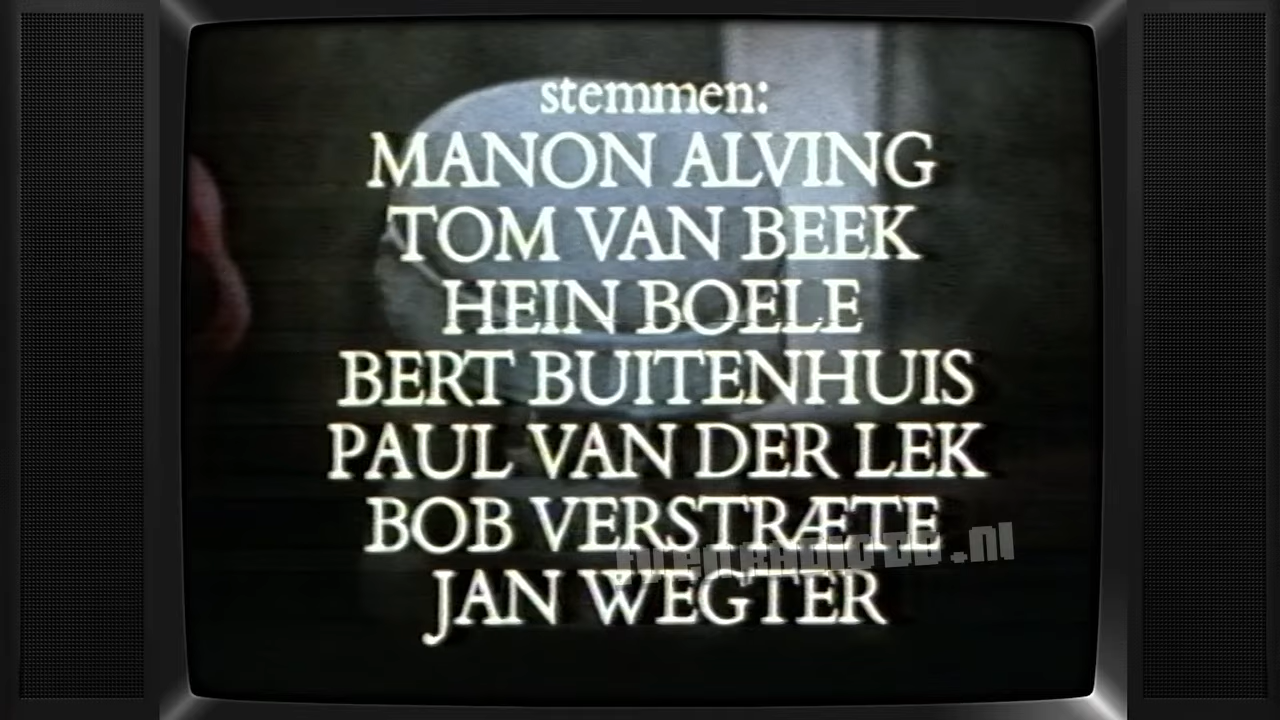 stemmen:
MANON ALVING
TOM VAN BEEK
HEIN BOELE
BERT BUITENHUIS
PAUL VAN DER LEK
BOB VERSTRÆTE
JAN WEGTER